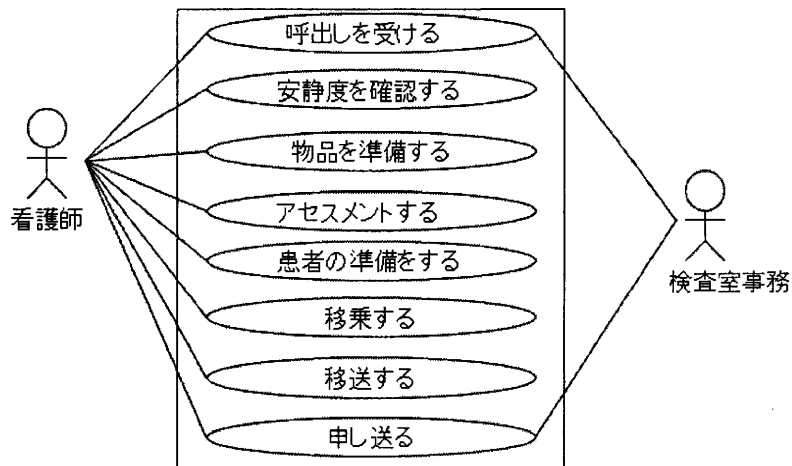 呼出しを受ける
安静度を確認する
物品を準備する
アセスメントする
患者の準備をする
移乗する
移送する
申し送る
看護師
検査室事務